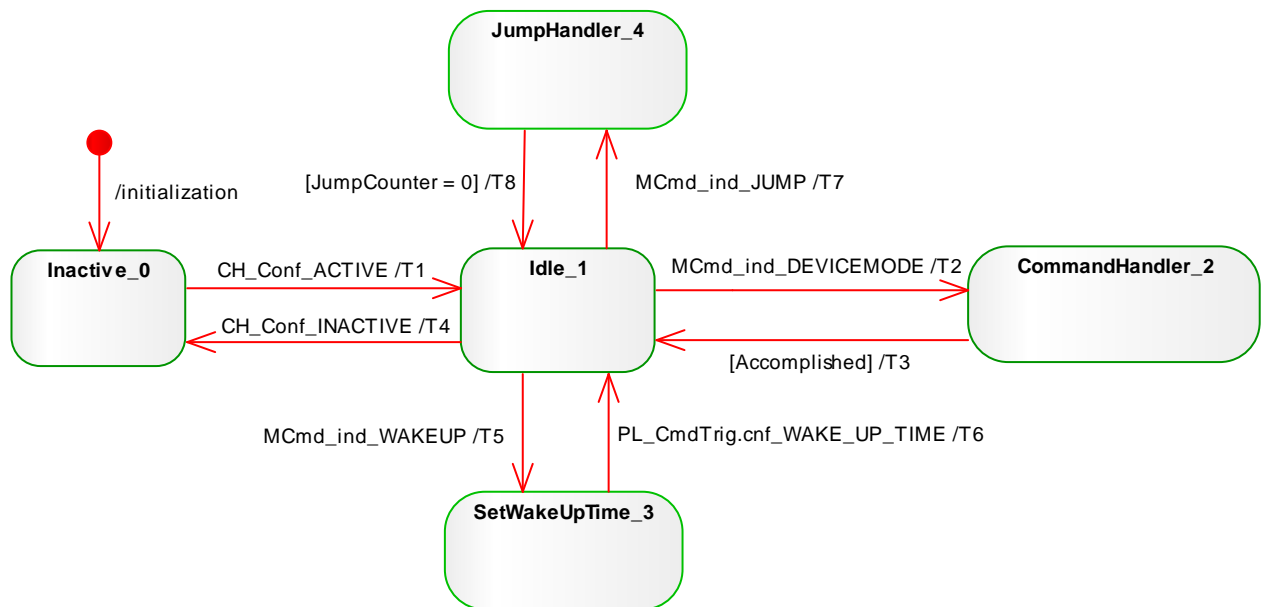 JumpHandler_4
/initialization
[JumpCounter = 0] /T8
MCmd_ind_JUMP /T7
Inactive_0
CH_Conf_ACTIVE /T1
Idle_1
MCmd_ind_DEVICEMODE /T2
CommandHandler_2
CH_Conf_INACTIVE /T4
[Accomplished] /T3
MCmd_ind_WAKEUP /T5
PL_CmdTrig.cnf_WAKE_UP_TIME /T6
SetWakeUpTime_3